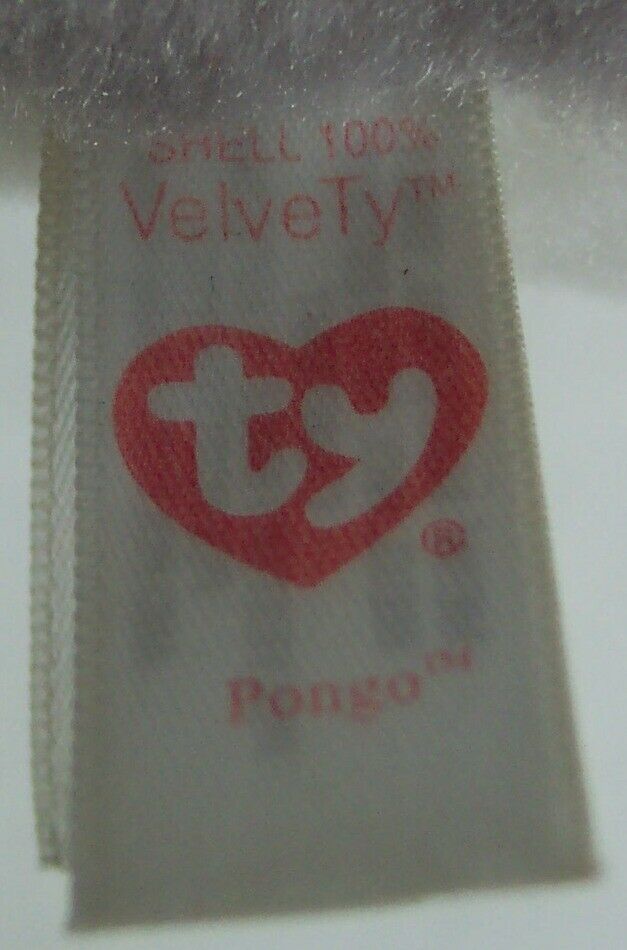 SHELL 100%
VelveTy™
ty
®
Pongo™